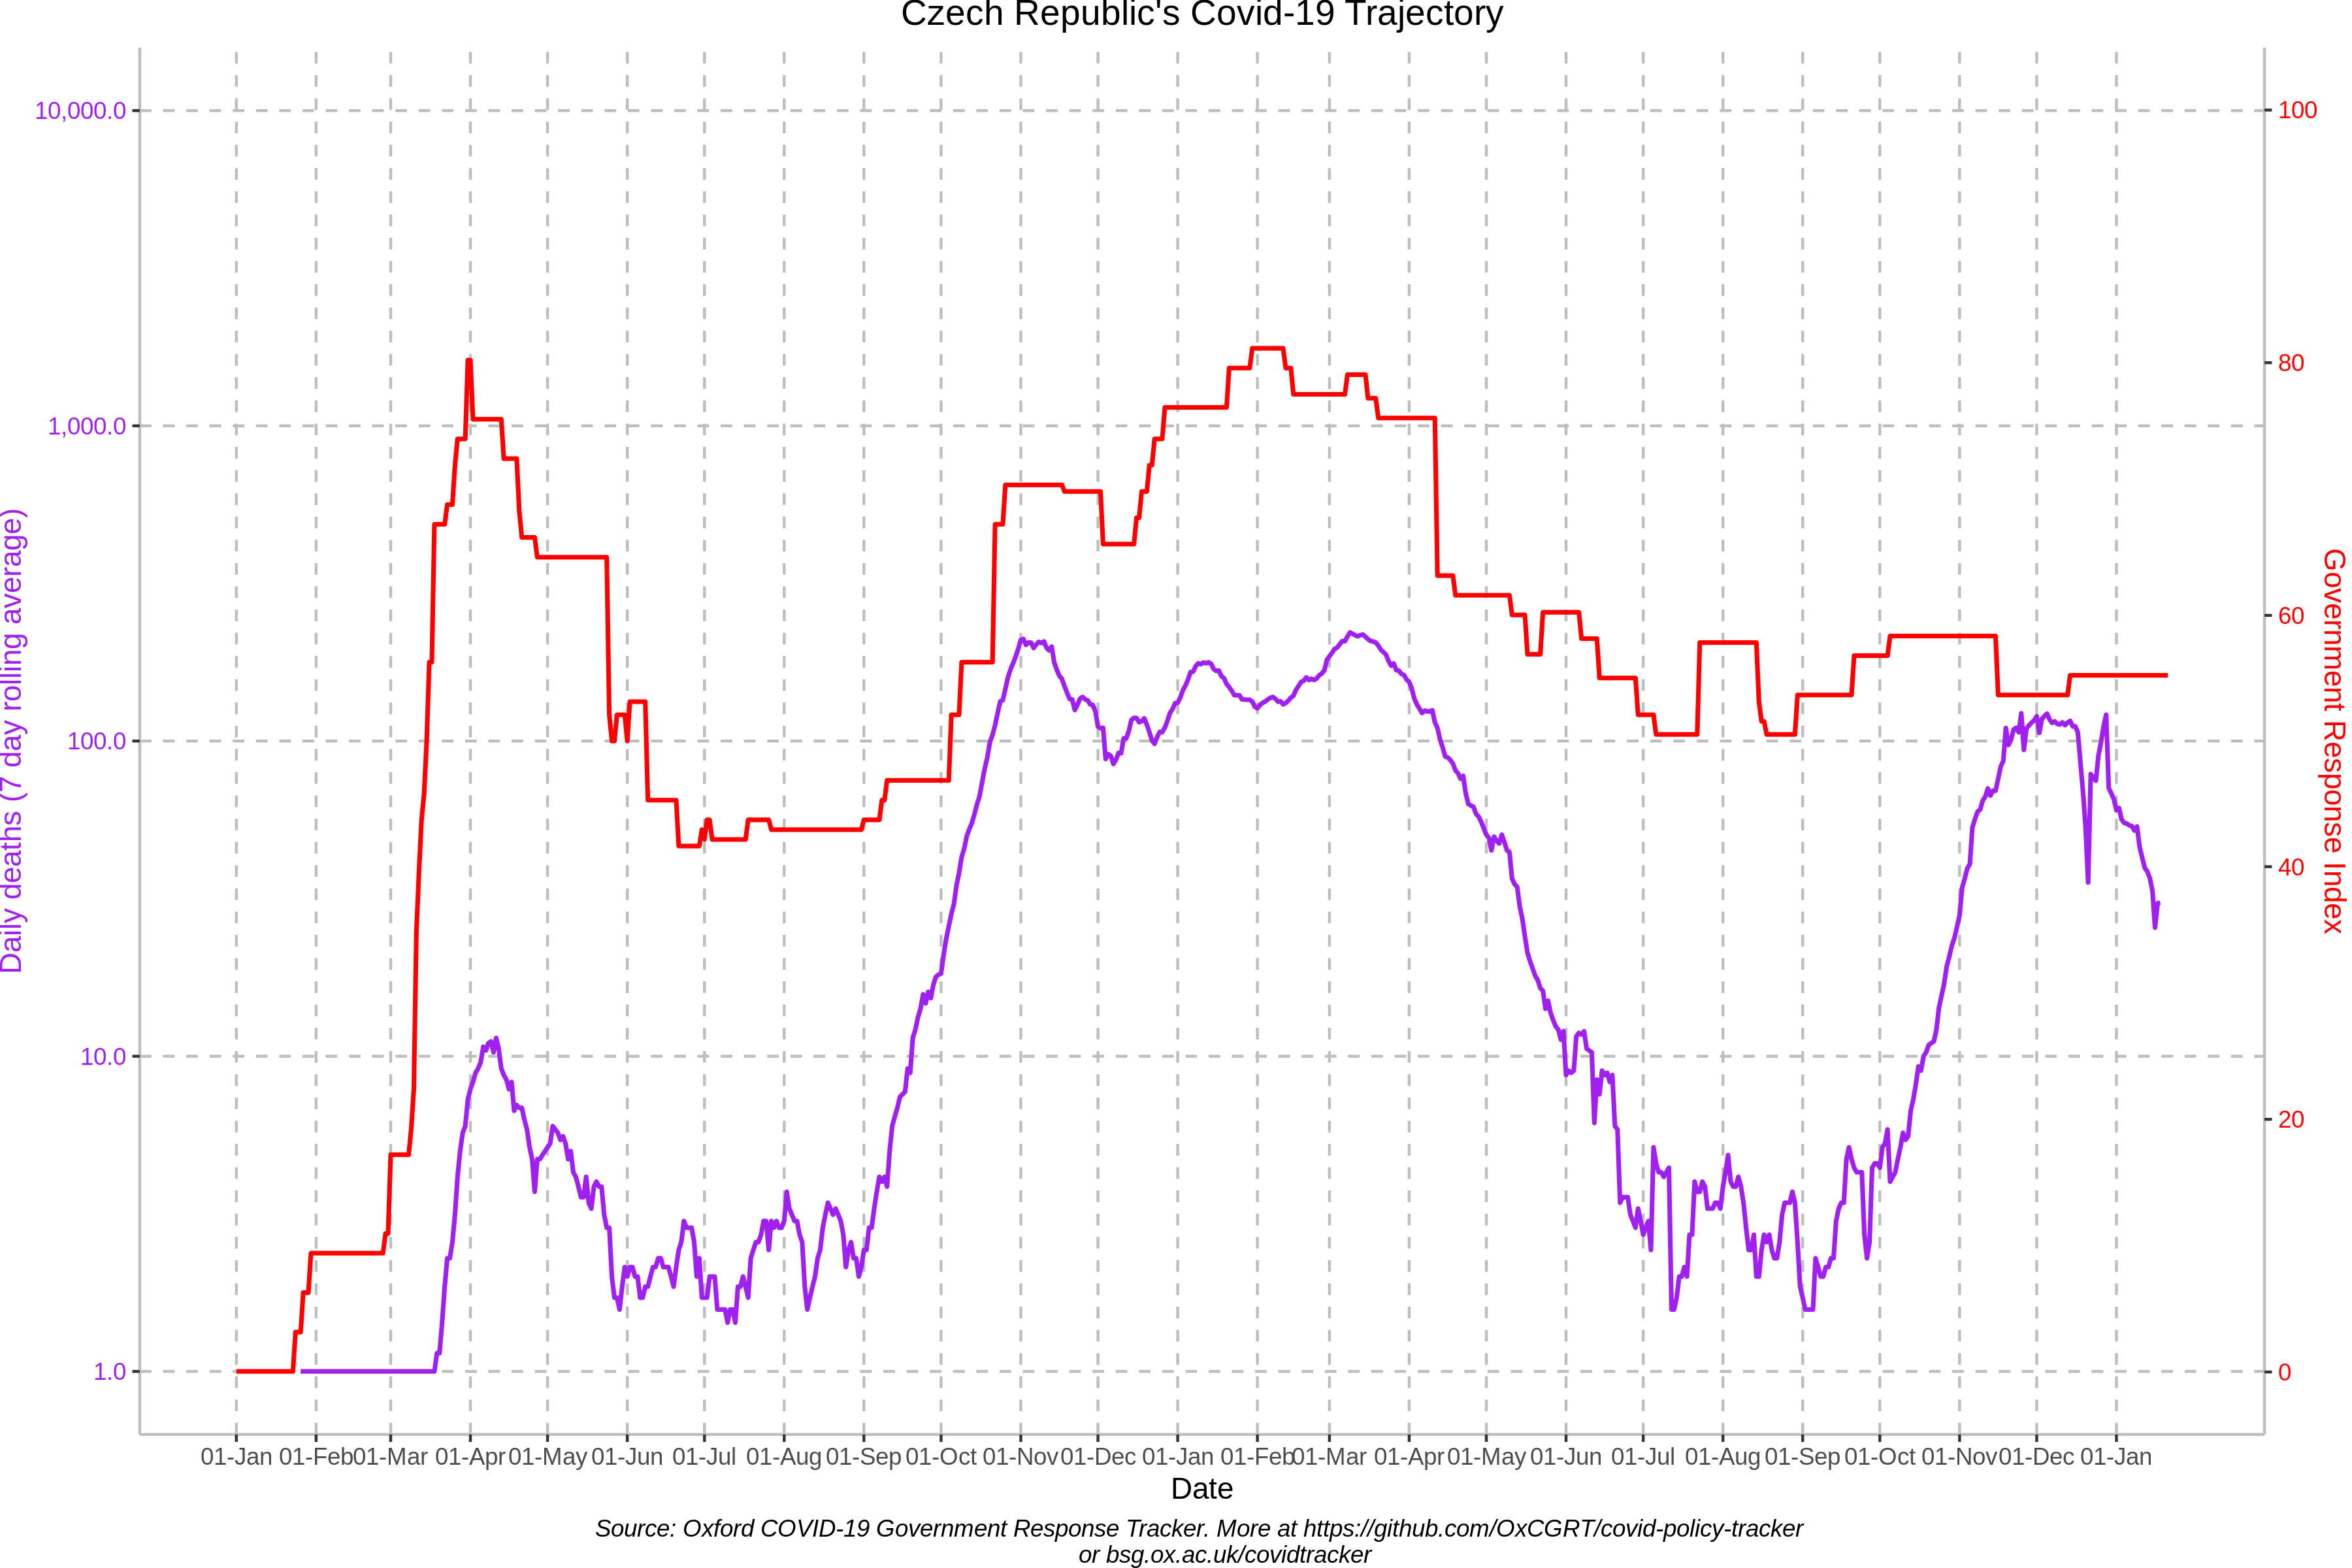 Czech Republic's Covid-19 Trajectory
10,000.0
1,000.0
100.0
10.0
1.0
Daily deaths (7 day rolling average)
100
80
60
40
20
0
Government Response Index
01-Jan 01-Feb 01-Mar 01-Apr 01-May 01-Jun 01-Jul 01-Aug 01-Sep 01-Oct 01-Nov 01-Dec 01-Jan 01-Feb 01-Mar 01-Apr 01-May 01-Jun 01-Jul 01-Aug 01-Sep 01-Oct 01-Nov 01-Dec 01-Jan
Date
Source: Oxford COVID-19 Government Response Tracker. More at https://github.com/OxCGRT/covid-policy-tracker
or bsg.ox.ac.uk/covidtracker